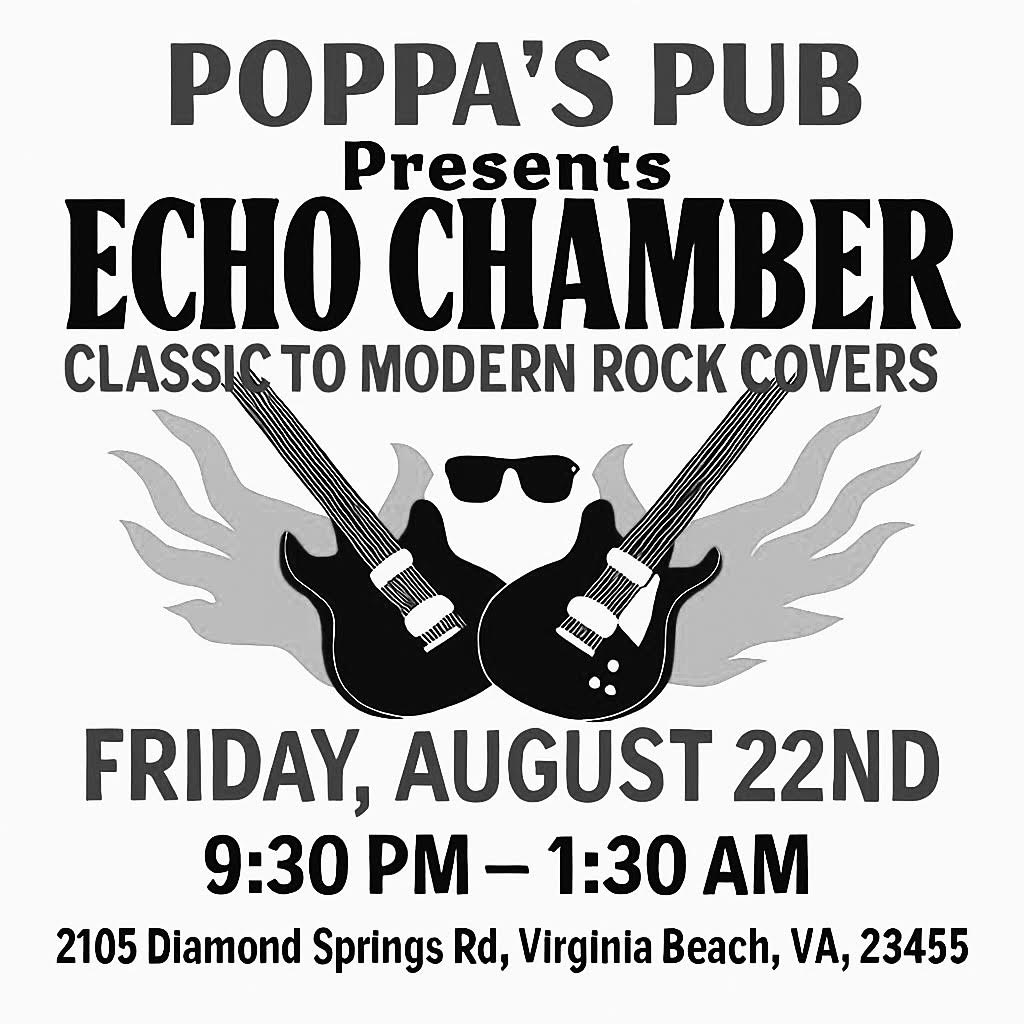 POPPA'S PUB
Presents
ECHO CHAMBER
CLASSIC TO MODERN ROCK COVERS
FRIDAY, AUGUST 22ND
9:30 PM – 1:30 AM
2105 Diamond Springs Rd, Virginia Beach, VA, 23455